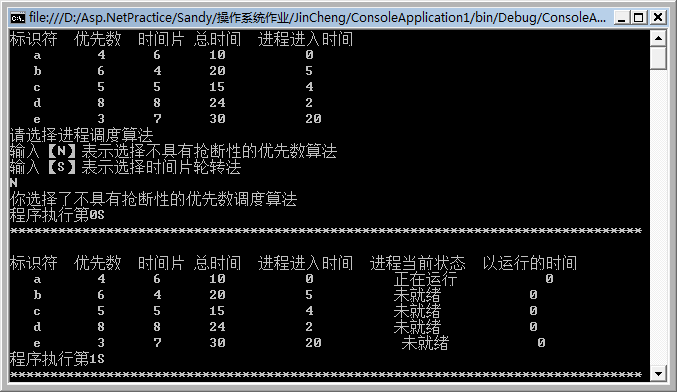 file:///D:/Asp.NetPractice/Sandy/操作系统作业/JinCheng/ConsoleApplication1/bin/Debug/ConsoleA...
标识符 优先数 时间片 总时间 进程进入时间
a 4 6 10 0
b 6 4 20 5
c 5 5 15 4
d 8 8 24 2
e 3 7 30 20
请选择进程调度算法
输入【N】表示选择不具有抢断性的优先数算法
输入【S】表示选择时间片轮转法
N
你选择了不具有抢断性的优先数调度算法
程序执行第0S
*******************************************************************************
标识符 优先数 时间片 总时间 进程进入时间 进程当前状态 以运行的时间
a 4 6 10 0 正在运行 0
b 6 4 20 5 未就绪 0
c 5 5 15 4 未就绪 0
d 8 8 24 2 未就绪 0
e 3 7 30 20 未就绪 0
程序执行第1S
*******************************************************************************